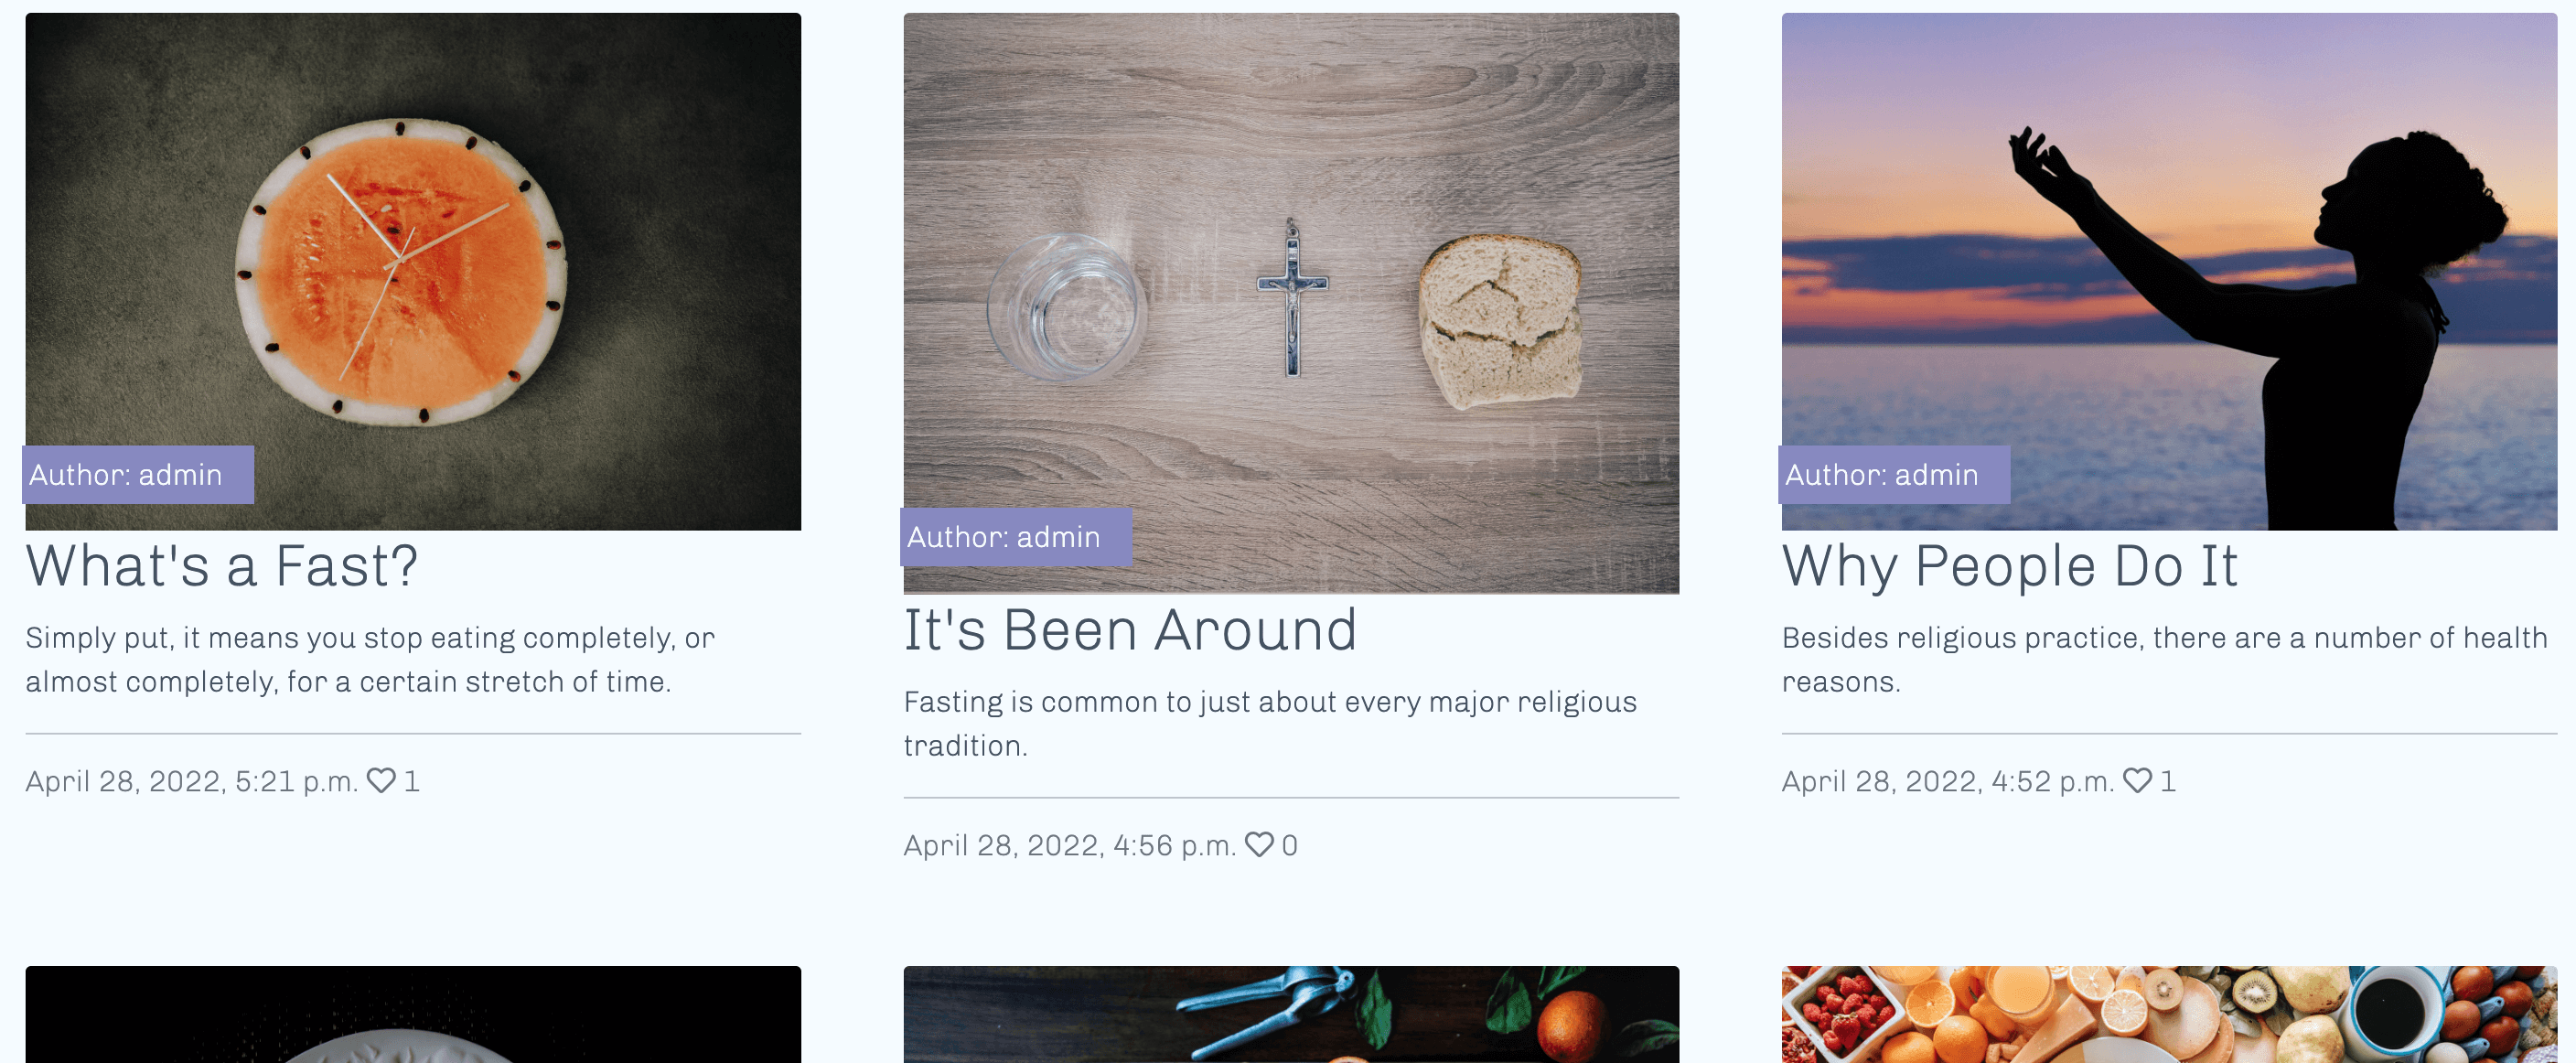 Author: admin
What's a Fast?
Simply put, it means you stop eating completely, or
almost completely, for a certain stretch of time.
April 28, 2022, 5:21 p.m. 1
Author: admin
It's Been Around
Fasting is common to just about every major religious
tradition.
April 28, 2022, 4:56 p.m. 0
Author: admin
Why People Do It
Besides religious practice, there are a number of health
reasons.
April 28, 2022, 4:52 p.m. 1